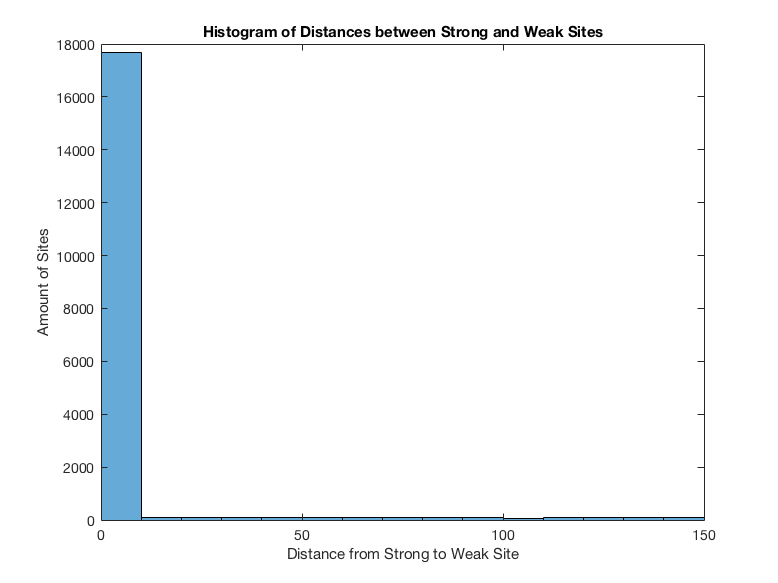 Histogram of Distances between Strong and Weak Sites
18000
16000
14000
12000
10000
8000
6000
4000
2000
0
Amount of Sites
0 50 100 150
Distance from Strong to Weak Site